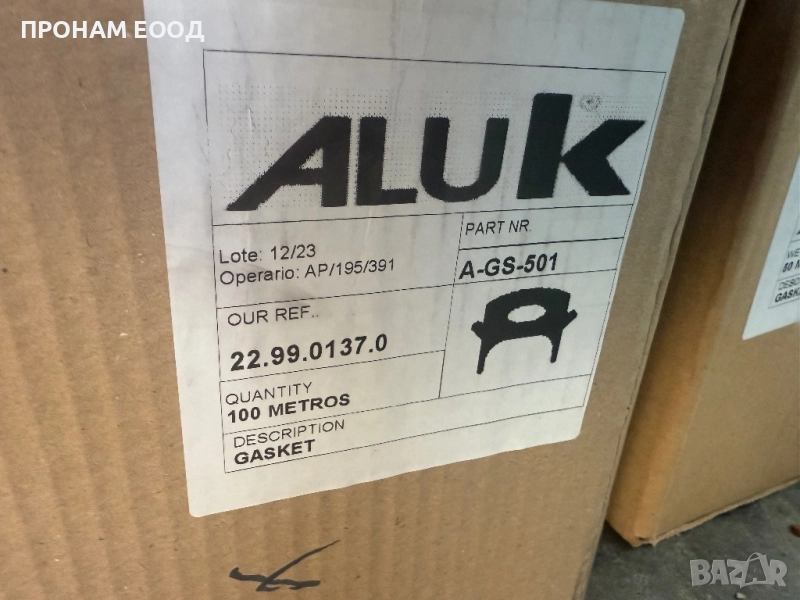 ПРОНАМ ЕООД
ALUK
Lote: 12/23
Operario: AP/195/391
PART NR.
A-GS-501
OUR REF..
22.99.0137.0
QUANTITY
100 METROS
DESCRIPTION
GASKET
BAZAR